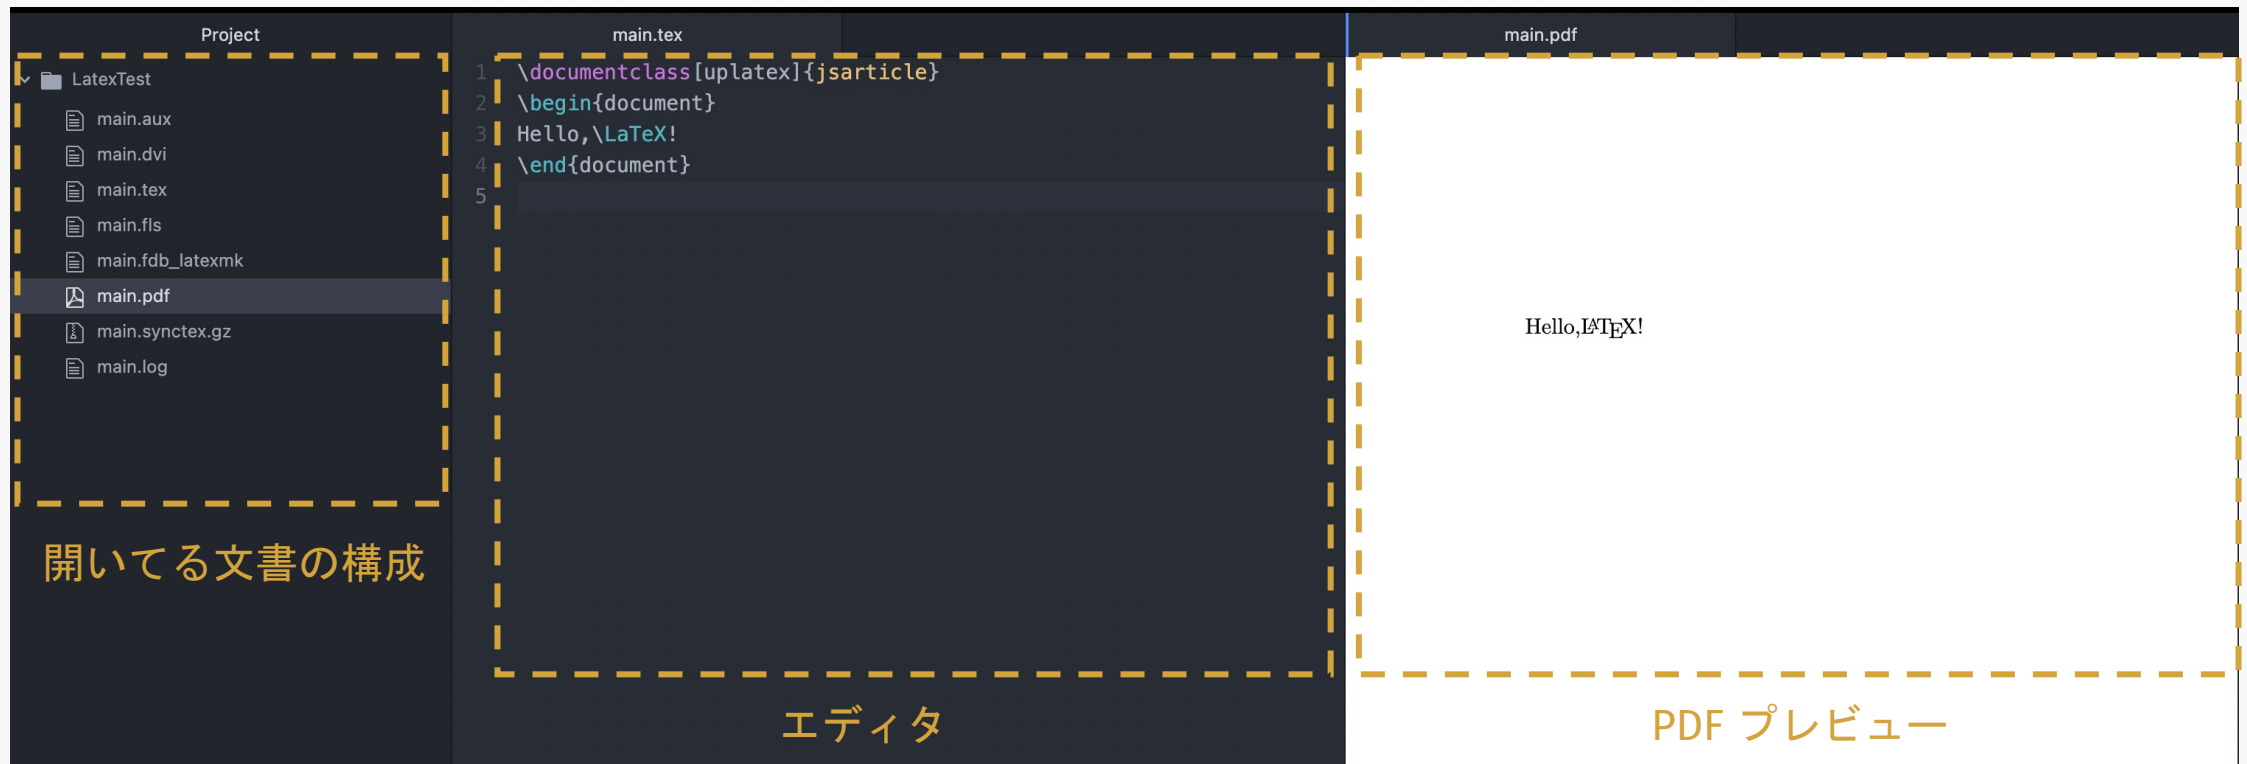 Project
LatexTest
main.aux
main.dvi
main.tex
main.fls
main.fdb_latexmk
main.pdf
main.synctex.gz
main.log
開いてる文書の構成
main.tex
1 \documentclass[uplatex]{jsarticle}
2 \begin{document}
3 Hello,\LaTeX!
4 \end{document}
5
エディタ
main.pdf
Hello,LATEX!
PDF プレビュー